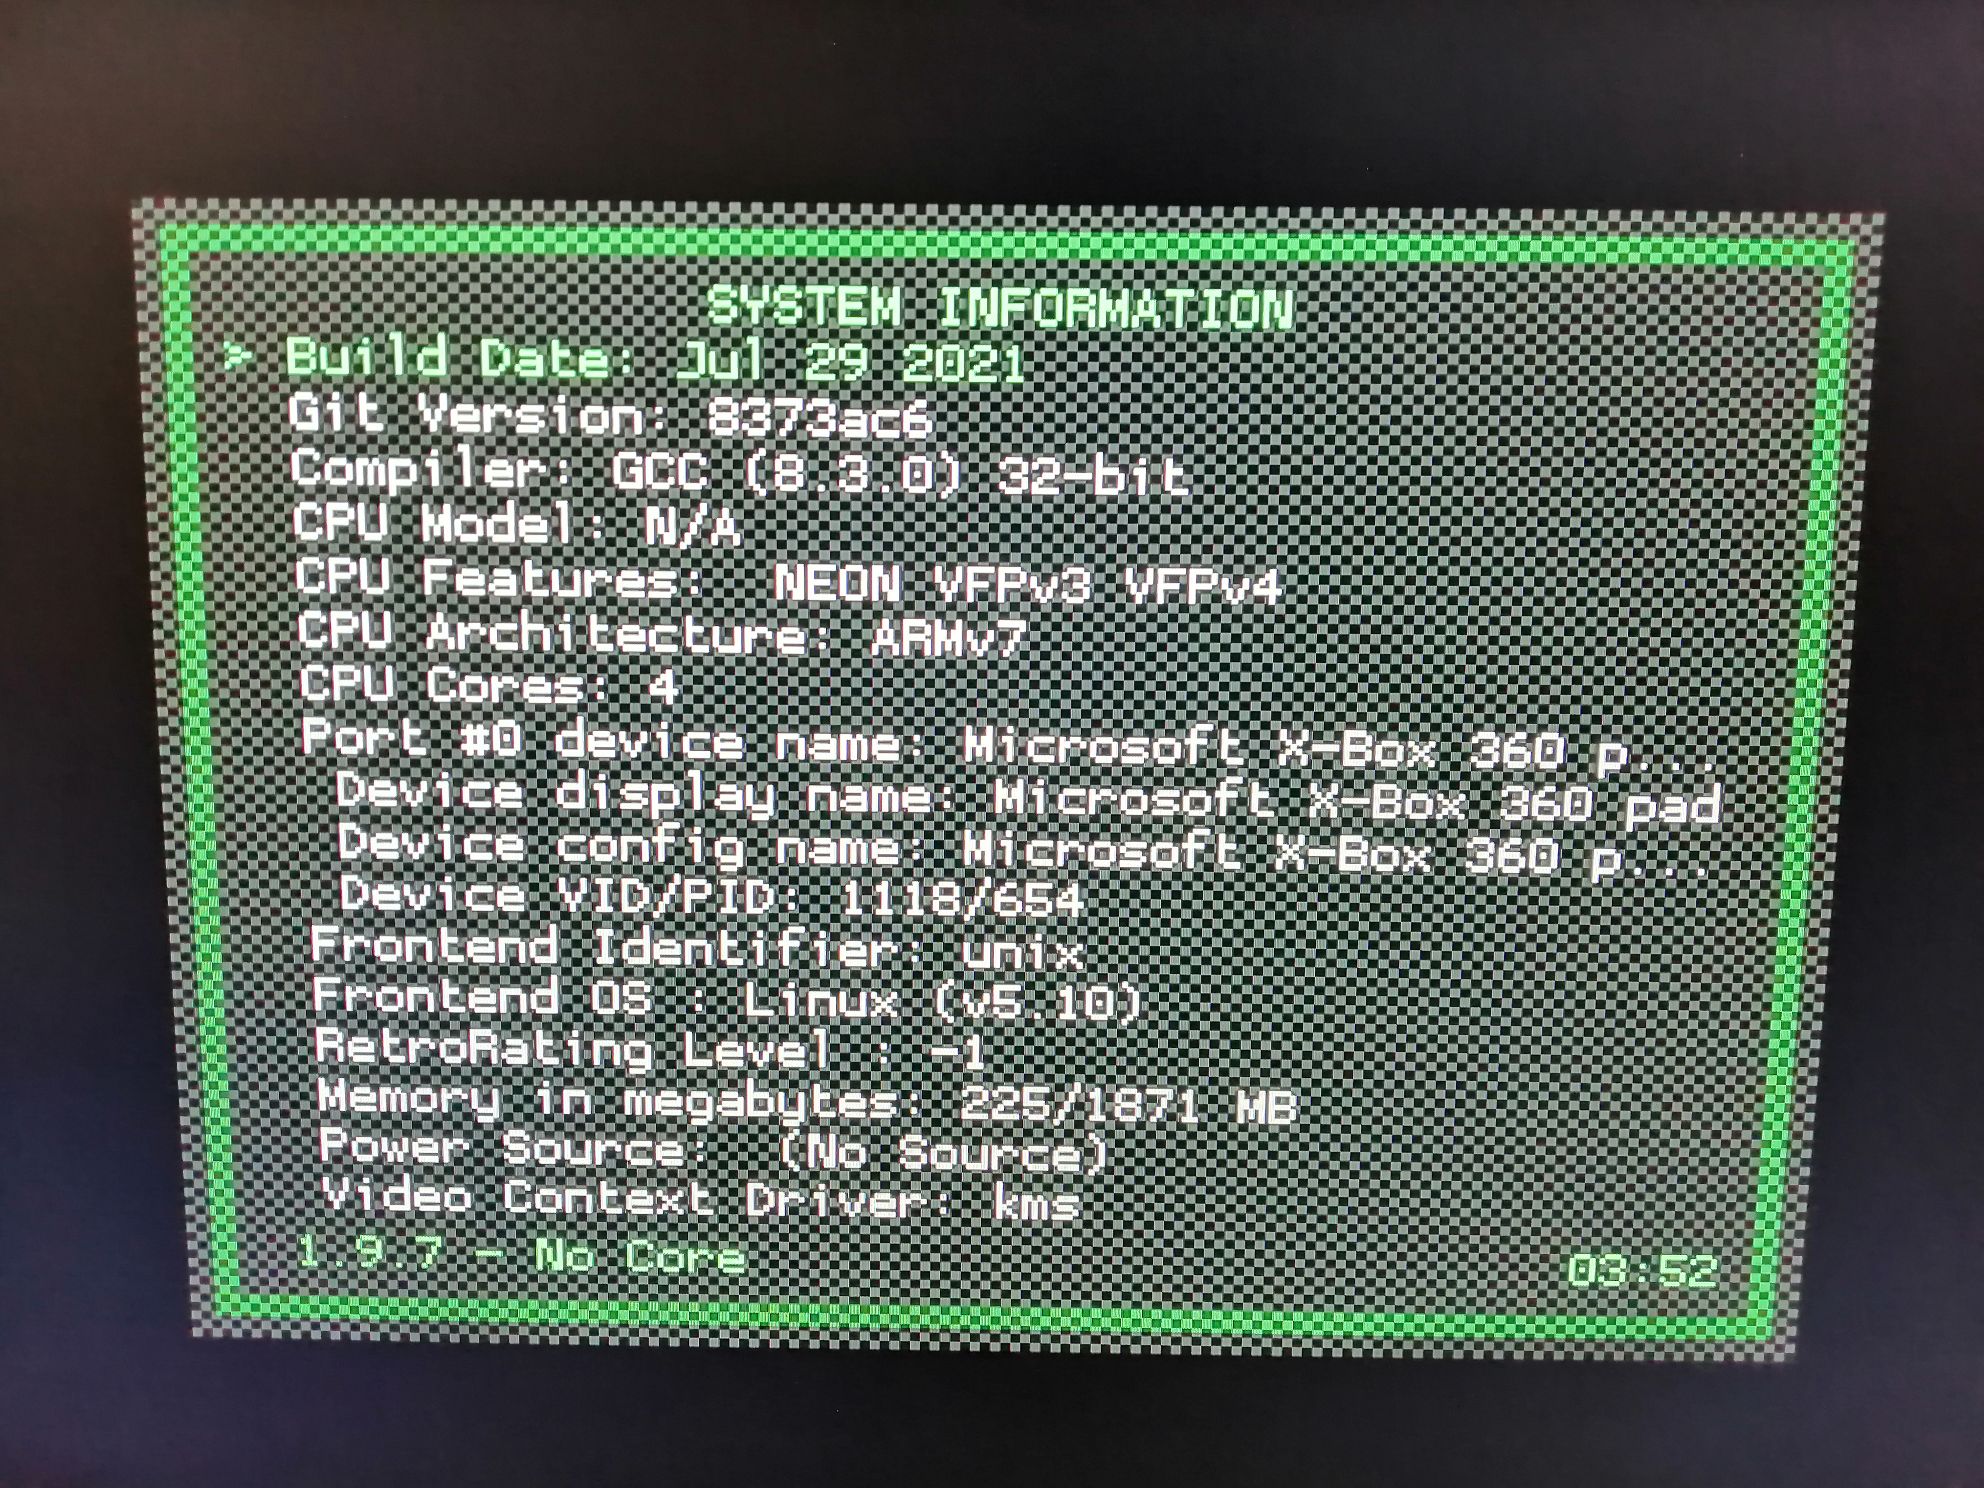 SYSTEM INFORMATION
> Build Date: Jul 29 2021
Git Version: 8373ac6
Compiler: GCC (8.3.0) 32-bit
CPU Model: N/A
CPU Features:  NEON VFPv3 VFPv4
CPU Architecture: ARMv7
CPU Cores: 4
Port #0 device name: Microsoft X-Box 360 p...
Device display name: Microsoft X-Box 360 pad
Device config name: Microsoft X-Box 360 p...
Device VID/PID: 1118/654
Frontend Identifier: unix
Frontend OS : Linux (v5.10)
RetroRating Level : -1
Memory in megabytes: 225/1871 MB
Power Source:  (No Source)
Video Context Driver: kms
1.9.7 - No Core 03:52